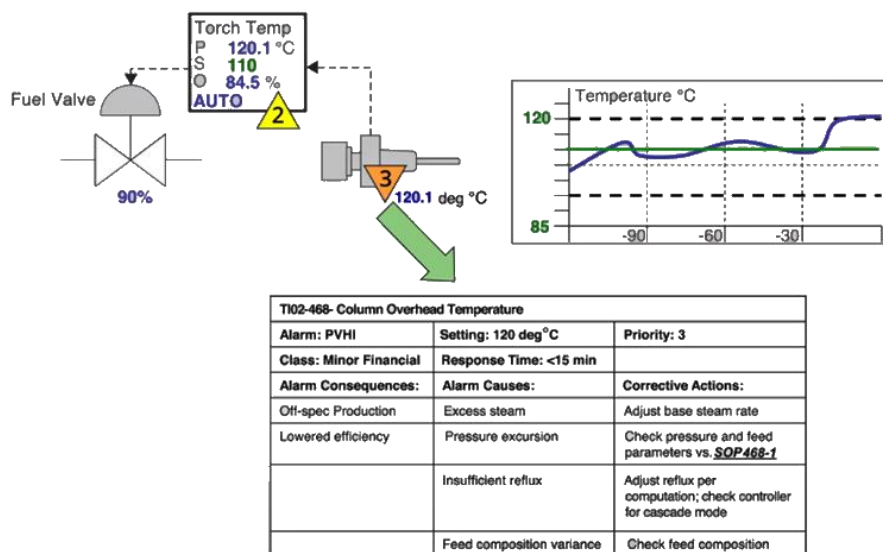 Torch Temp
P 120.1 °C
S 110
O 84.5 %
AUTO
2
Fuel Valve
90%
3
120.1 deg °C
Temperature °C
120
85
-90
-60
-30
TI02-468- Column Overhead Temperature
Alarm: PVHI Setting: 120 deg°C Priority: 3
Class: Minor Financial Response Time: <15 min
Alarm Consequences: Alarm Causes: Corrective Actions:
Off-spec Production Excess steam Adjust base steam rate
Lowered efficiency Pressure excursion Check pressure and feed
parameters vs. SOP468-1
Insufficient reflux Adjust reflux per
computation; check controller
for cascade mode
Feed composition variance Check feed composition